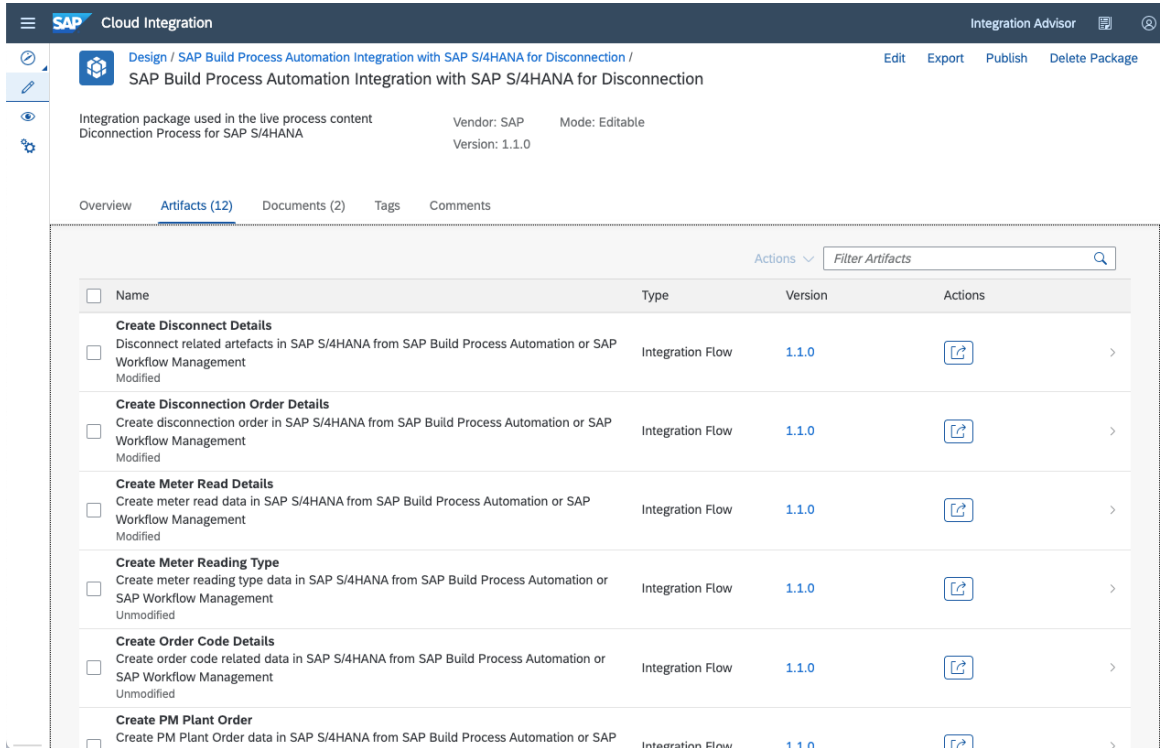 SAP Cloud Integration
Integration Advisor
Design / SAP Build Process Automation Integration with SAP S/4HANA for Disconnection /
Edit Export Publish Delete Package
SAP Build Process Automation Integration with SAP S/4HANA for Disconnection
Integration package used in the live process content
Diconnection Process for SAP S/4HANA
Vendor: SAP Mode: Editable
Version: 1.1.0
Overview Artifacts (12) Documents (2) Tags Comments
Actions Filter Artifacts
Name Type Version Actions
Create Disconnect Details
Disconnect related artefacts in SAP S/4HANA from SAP Build Process Automation or SAP
Workflow Management
Modified
Integration Flow 1.1.0
Create Disconnection Order Details
Create disconnection order in SAP S/4HANA from SAP Build Process Automation or SAP
Workflow Management
Modified
Integration Flow 1.1.0
Create Meter Read Details
Create meter read data in SAP S/4HANA from SAP Build Process Automation or SAP
Workflow Management
Modified
Integration Flow 1.1.0
Create Meter Reading Type
Create meter reading type data in SAP S/4HANA from SAP Build Process Automation or
SAP Workflow Management
Unmodified
Integration Flow 1.1.0
Create Order Code Details
Create order code related data in SAP S/4HANA from SAP Build Process Automation or
SAP Workflow Management
Unmodified
Integration Flow 1.1.0
Create PM Plant Order
Create PM Plant Order data in SAP S/4HANA from SAP Build Process Automation or SAP
Integration Flow 1.1.0